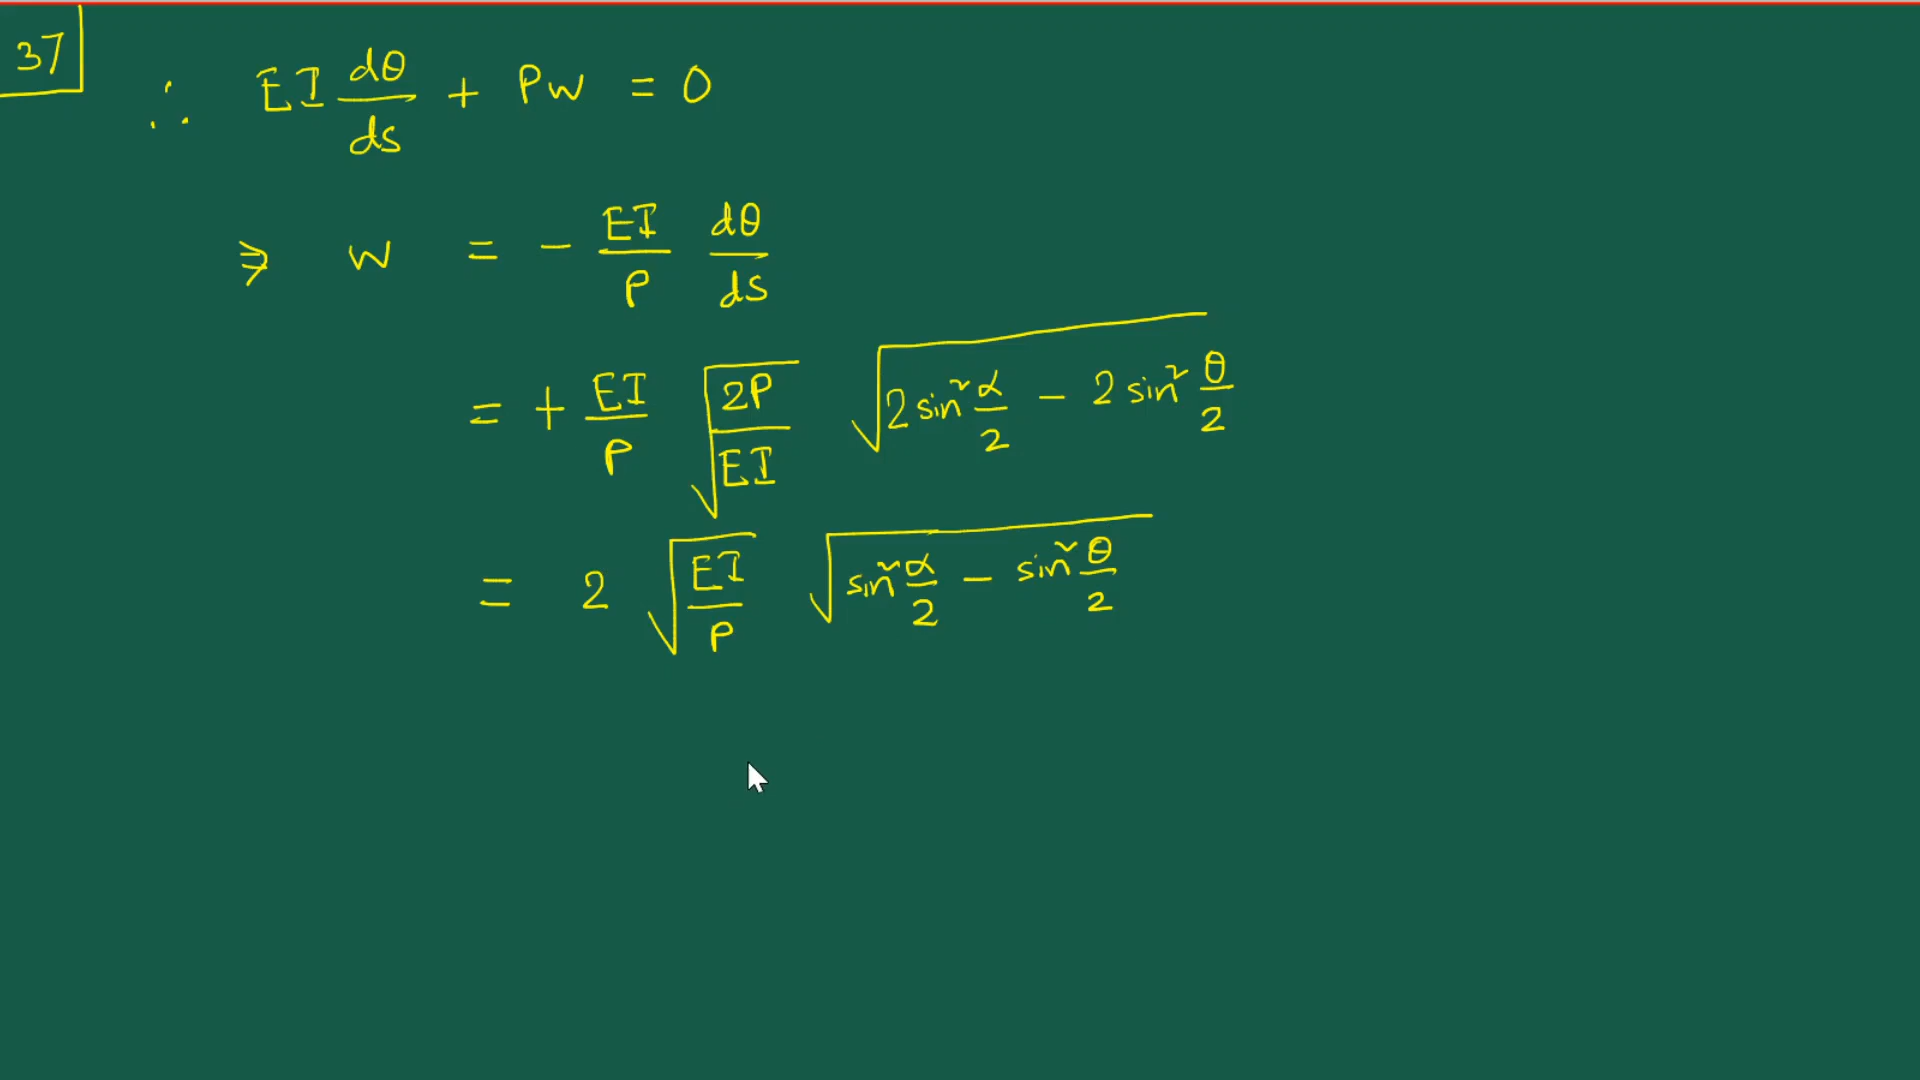 37
∴ EI dθ/ds + Pw = 0
⇒ w = - EI/P dθ/ds
= + EI/P √(2P/EI) √(2 sin² α/2 - 2 sin² θ/2)
= 2 √(EI/P) √(sin² α/2 - sin² θ/2)